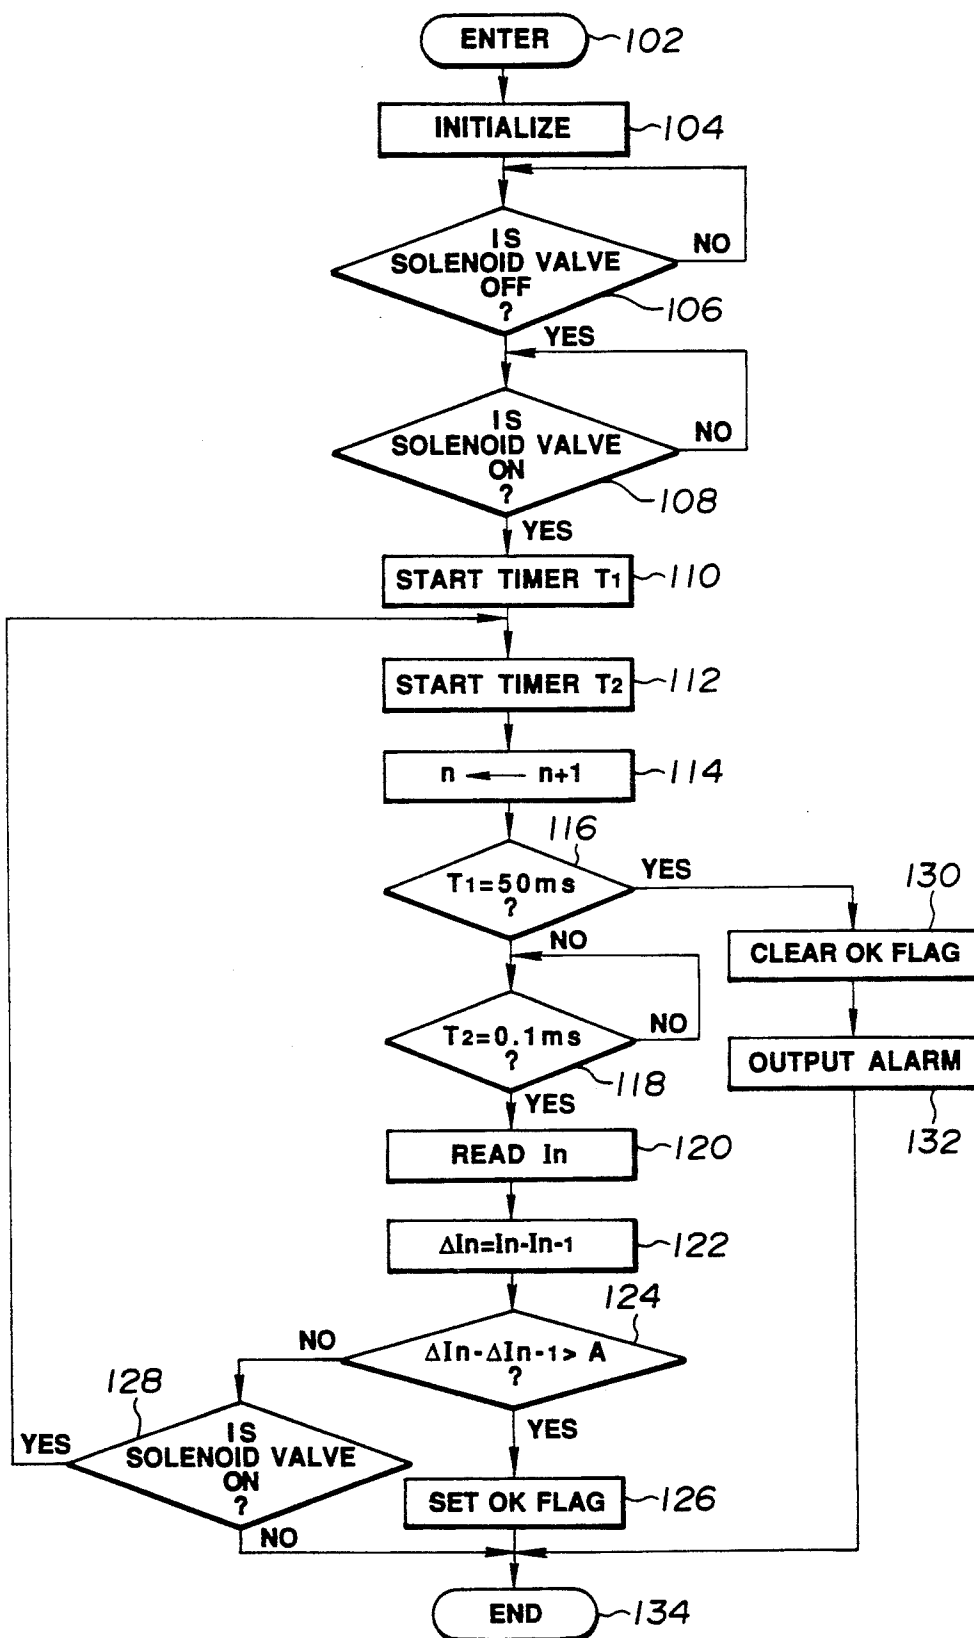 ENTER
102
INITIALIZE
104
IS
SOLENOID VALVE
OFF
?
NO
106
YES
IS
SOLENOID VALVE
ON
?
NO
108
YES
START TIMER T1
110
START TIMER T2
112
n ← n+1
114
116
T1=50ms
?
YES
NO
130
CLEAR OK FLAG
T2=0.1ms
?
NO
118
YES
OUTPUT ALARM
132
READ In
120
ΔIn=In-In-1
122
124
ΔIn-ΔIn-1> A
?
NO
YES
128
IS
SOLENOID VALVE
ON
?
YES
NO
SET OK FLAG
126
END
134